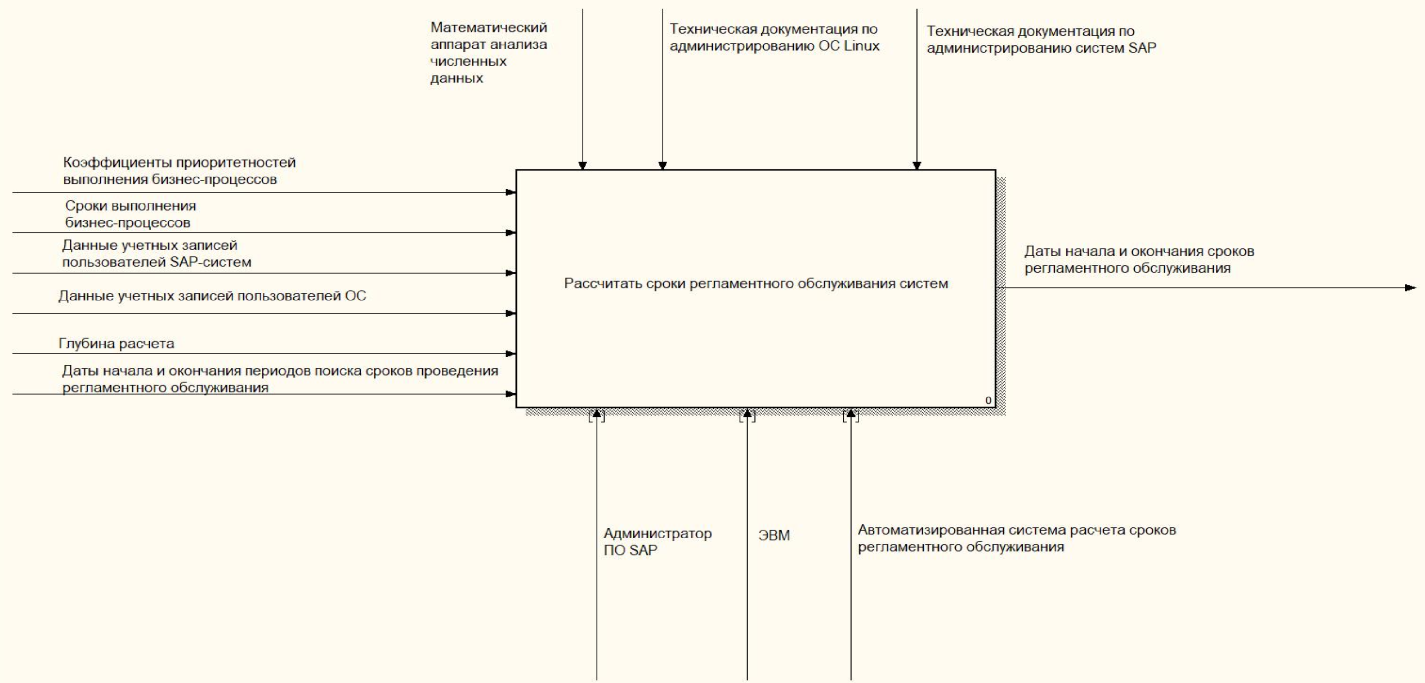 Математический
аппарат анализа
численных
данных
Техническая документация по
администрированию ОС Linux
Техническая документация по
администрированию систем SAP
Коэффициенты приоритетностей
выполнения бизнес-процессов
Сроки выполнения
бизнес-процессов
Данные учетных записей
пользователей SAP-систем
Данные учетных записей пользователей ОС
Глубина расчета
Даты начала и окончания периодов поиска сроков проведения
регламентного обслуживания
Рассчитать сроки регламентного обслуживания систем
0
Даты начала и окончания сроков
регламентного обслуживания
Администратор
ПО SAP
ЭВМ
Автоматизированная система расчета сроков
регламентного обслуживания